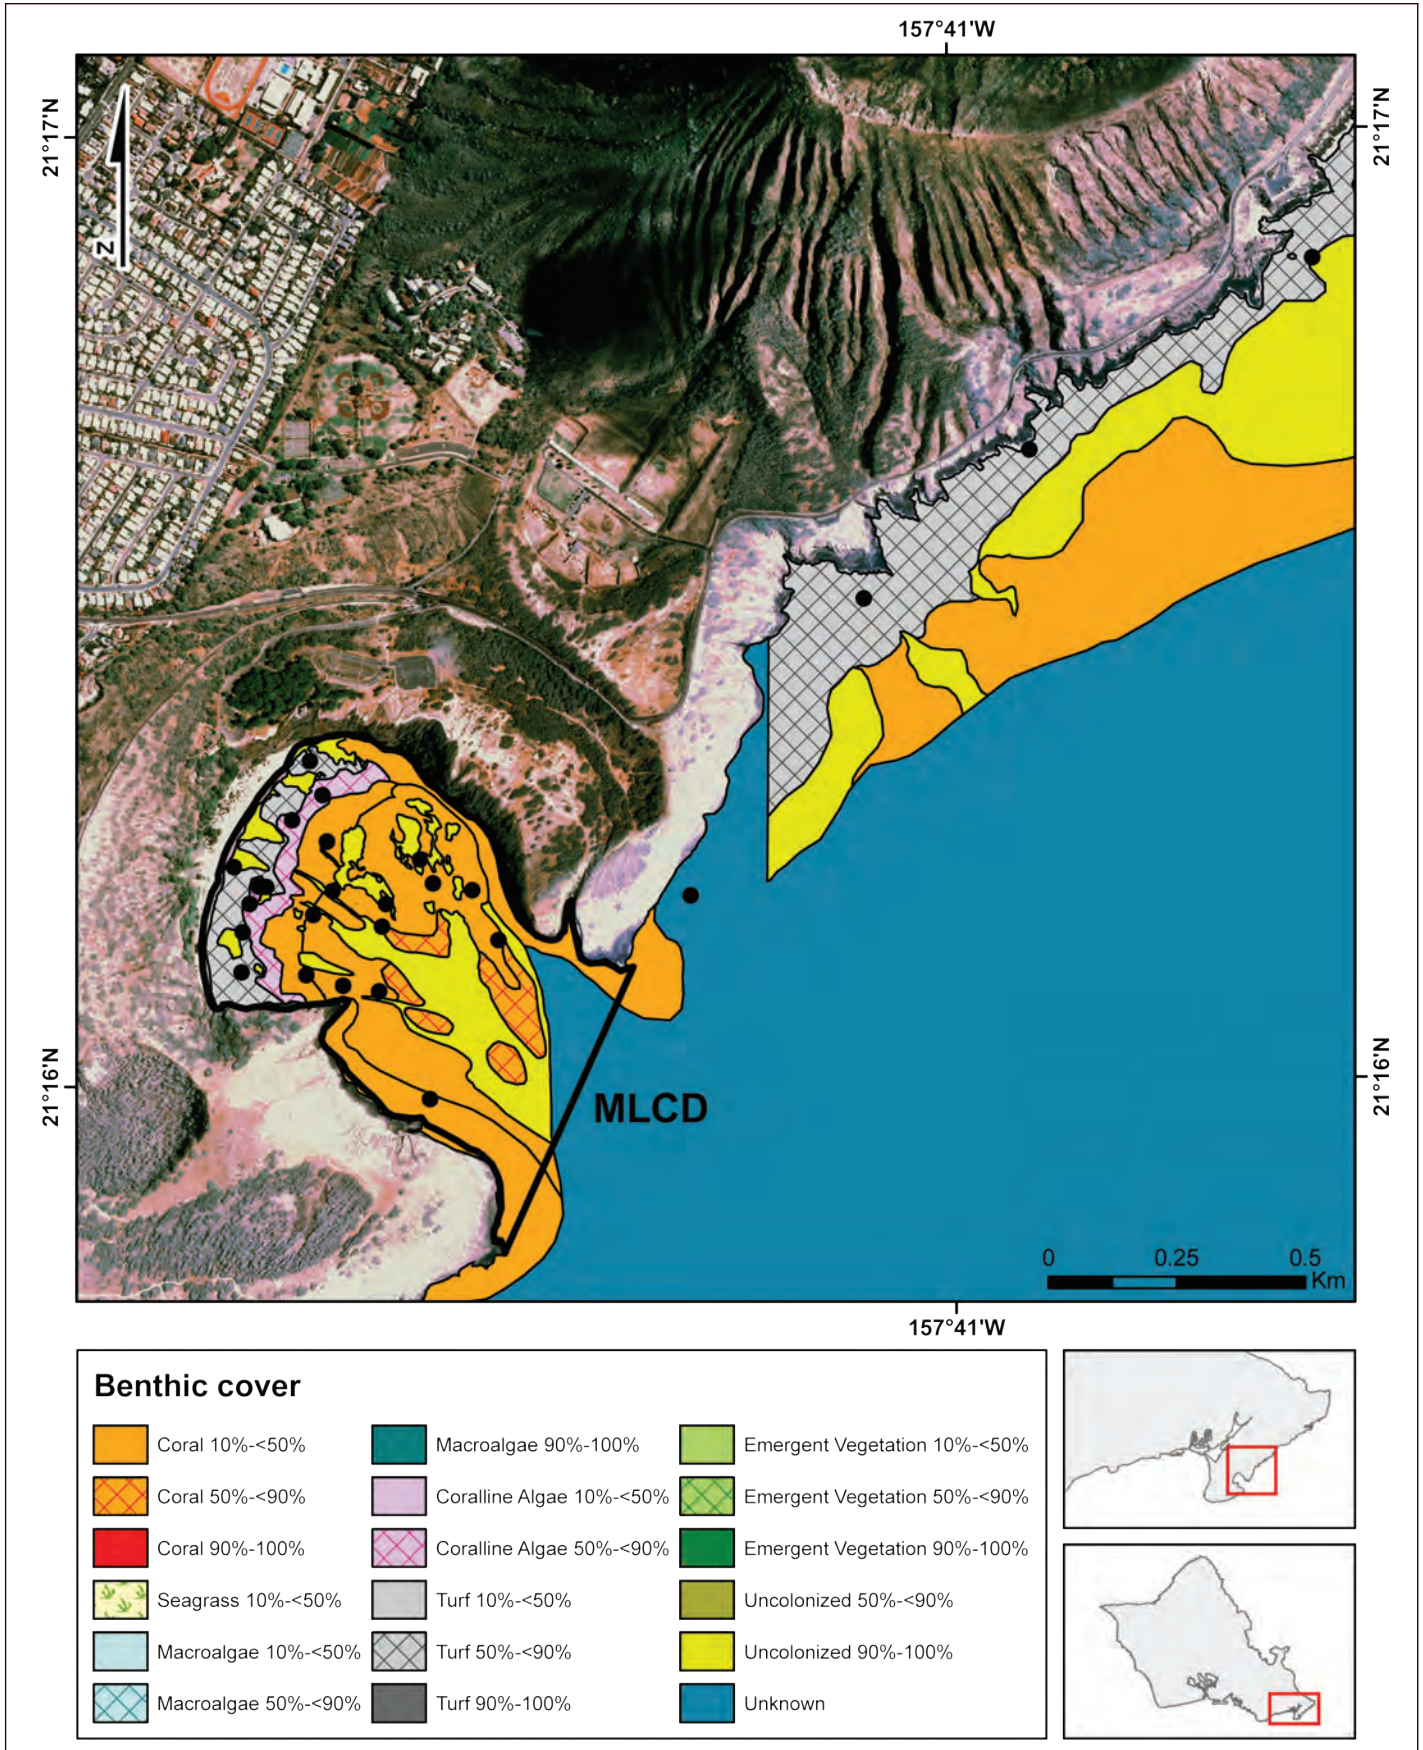 157°41'W
21°17'N
21°17'N
N
MLCD
21°16'N
21°16'N
0 0.25 0.5
Km
157°41'W
Benthic cover
Coral 10%-<50%
Coral 50%-<90%
Coral 90%-100%
Seagrass 10%-<50%
Macroalgae 10%-<50%
Macroalgae 50%-<90%
Macroalgae 90%-100%
Coralline Algae 10%-<50%
Coralline Algae 50%-<90%
Turf 10%-<50%
Turf 50%-<90%
Turf 90%-100%
Emergent Vegetation 10%-<50%
Emergent Vegetation 50%-<90%
Emergent Vegetation 90%-100%
Uncolonized 50%-<90%
Uncolonized 90%-100%
Unknown